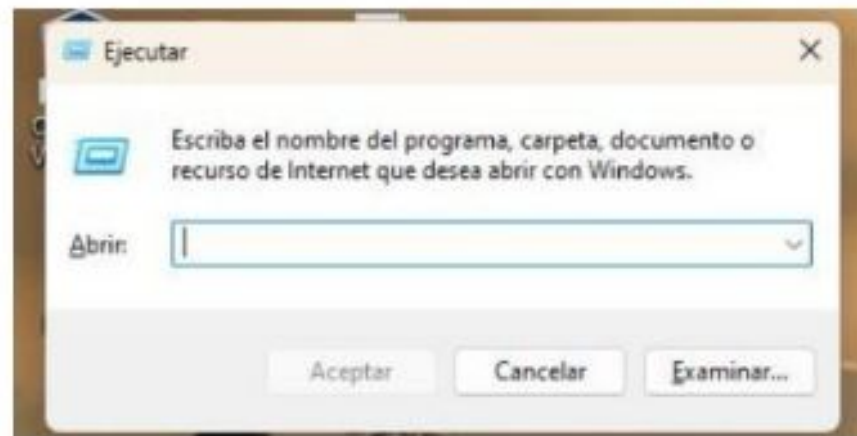 Ejecutar
Escriba el nombre del programa, carpeta, documento o
recurso de Internet que desea abrir con Windows.
Abrir:
Aceptar
Cancelar
Examinar...